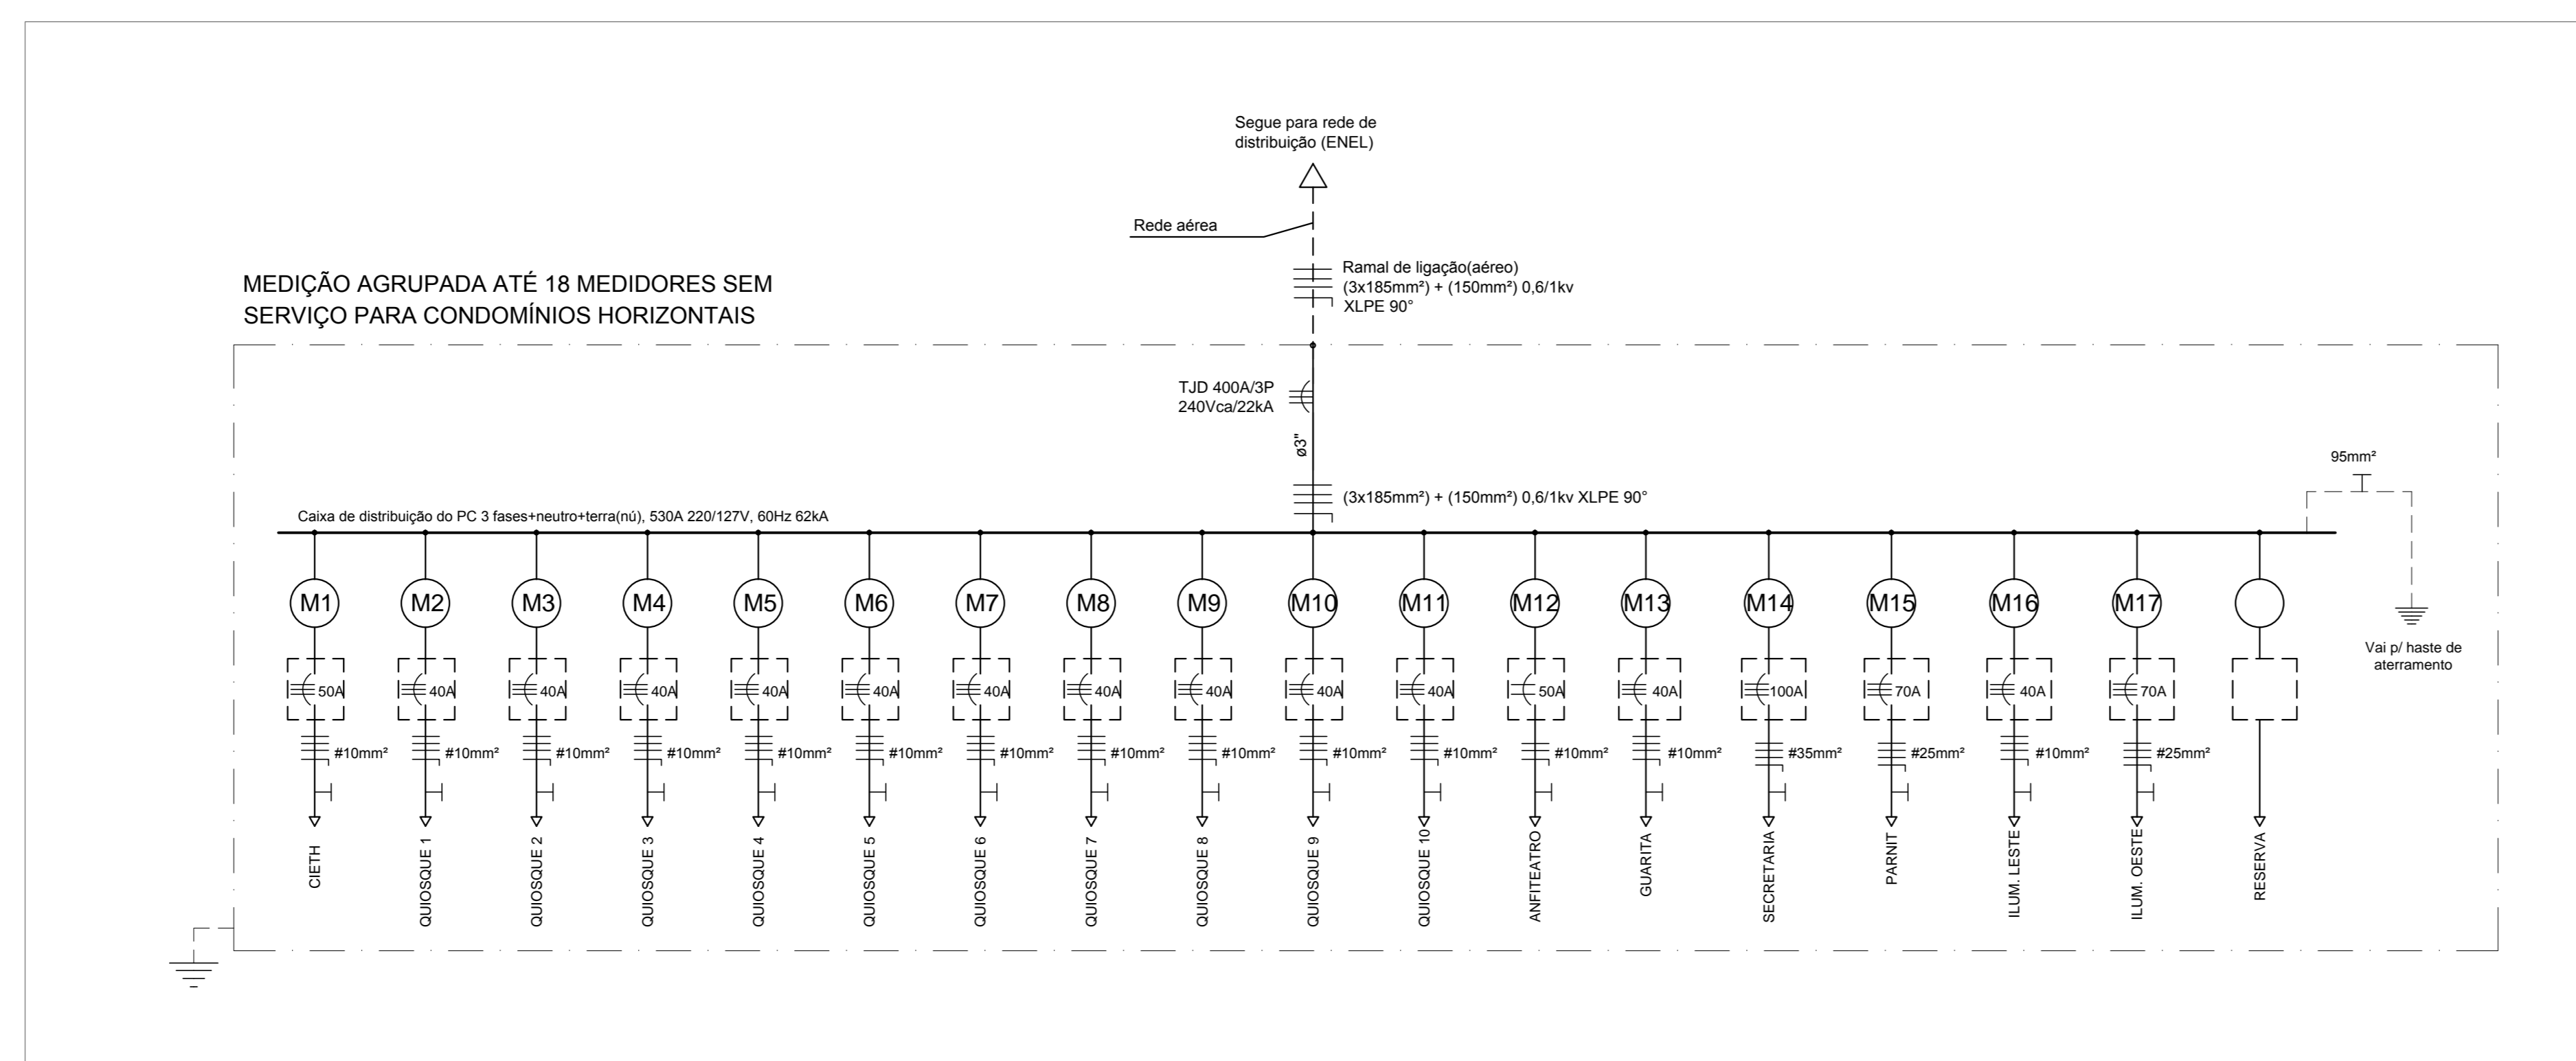 Segue para rede de
distribuição (ENEL)
Rede aérea
Ramal de ligação(aéreo)
(3x185mm²) + (150mm²) 0,6/1kv
XLPE 90°
MEDIÇÃO AGRUPADA ATÉ 18 MEDIDORES SEM
SERVIÇO PARA CONDOMÍNIOS HORIZONTAIS
TJD 400A/3P
240Vca/22kA
ø3"
95mm²
(3x185mm²) + (150mm²) 0,6/1kv XLPE 90°
Caixa de distribuição do PC 3 fases+neutro+terra(nú), 530A 220/127V, 60Hz 62kA
M1 M2 M3 M4 M5 M6 M7 M8 M9 M10 M11 M12 M13 M14 M15 M16 M17
Vai p/ haste de
aterramento
50A 40A 40A 40A 40A 40A 40A 40A 40A 40A 40A 50A 40A 100A 70A 40A 70A
#10mm² #10mm² #10mm² #10mm² #10mm² #10mm² #10mm² #10mm² #10mm² #10mm² #10mm² #10mm² #10mm² #35mm² #25mm² #10mm² #25mm²
CIETH
QUIOSQUE 1
QUIOSQUE 2
QUIOSQUE 3
QUIOSQUE 4
QUIOSQUE 5
QUIOSQUE 6
QUIOSQUE 7
QUIOSQUE 8
QUIOSQUE 9
QUIOSQUE 10
ANFITEATRO
GUARITA
SECRETARIA
PARNIT
ILUM. LESTE
ILUM. OESTE
RESERVA